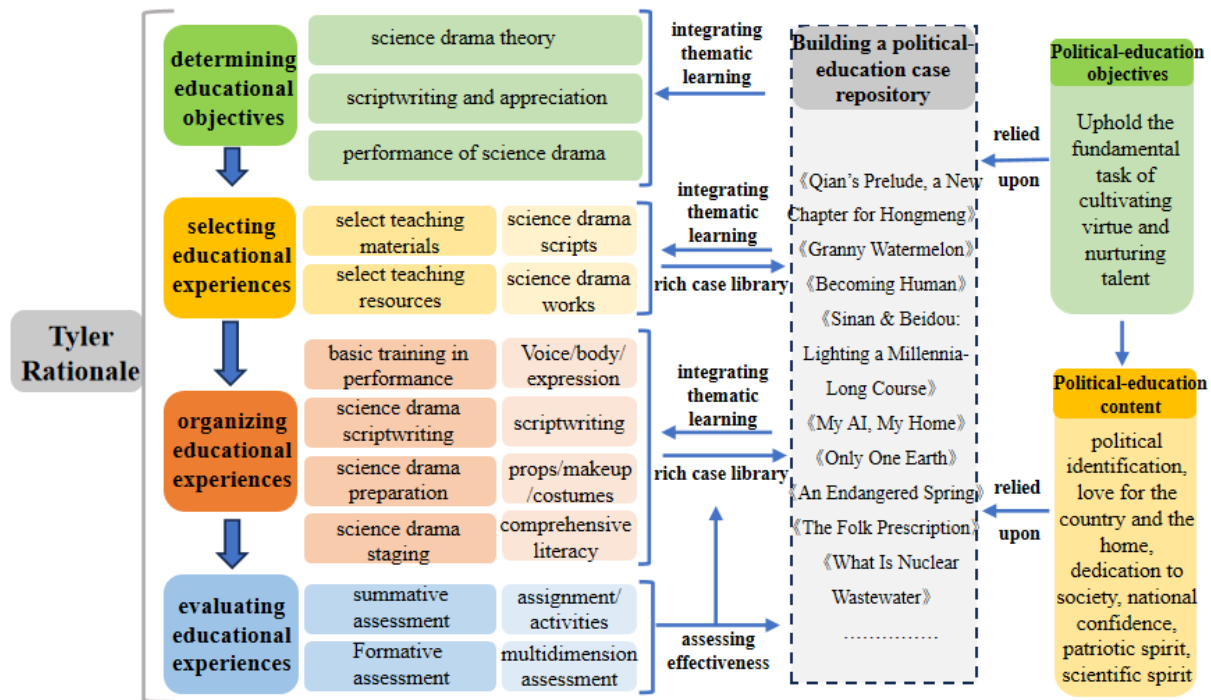 Tyler
Rationale
determining
educational
objectives
science drama theory
scriptwriting and appreciation
performance of science drama
selecting
educational
experiences
select teaching
materials
science drama
scripts
select teaching
resources
science drama
works
organizing
educational
experiences
basic training in
performance
Voice/body/
expression
science drama
scriptwriting
scriptwriting
science drama
preparation
props/makeup
/costumes
science drama
staging
comprehensive
literacy
evaluating
educational
experiences
summative
assessment
assignment/
activities
Formative
assessment
multidimension
assessment
integrating
thematic
learning
integrating
thematic
learning
rich case library
integrating
thematic
learning
rich case library
assessing
effectiveness
Building a political-
education case
repository
《Qian’s Prelude, a New
Chapter for Hongmeng》
《Granny Watermelon》
《Becoming Human》
《Sinan & Beidou:
Lighting a Millennia-
Long Course》
《My AI, My Home》
《Only One Earth》
《An Endangered Spring》
《The Folk Prescription》
《What Is Nuclear
Wastewater》
……………
relied
upon
relied
upon
Political-education
objectives
Uphold the
fundamental
task of
cultivating
virtue and
nurturing
talent
Political-education
content
political
identification,
love for the
country and the
home,
dedication to
society, national
confidence,
patriotic spirit,
scientific spirit